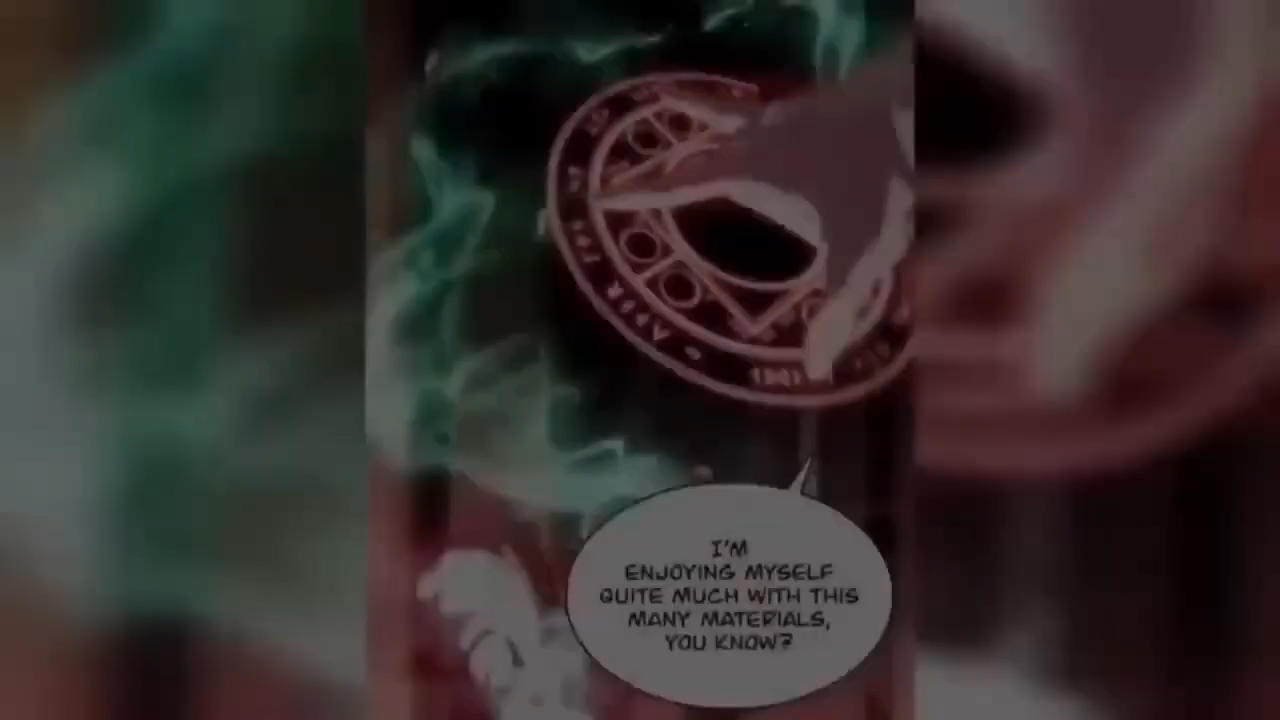 I'M
ENJOYING MYSELF
QUITE MUCH WITH THIS
MANY MATERIALS,
YOU KNOW?